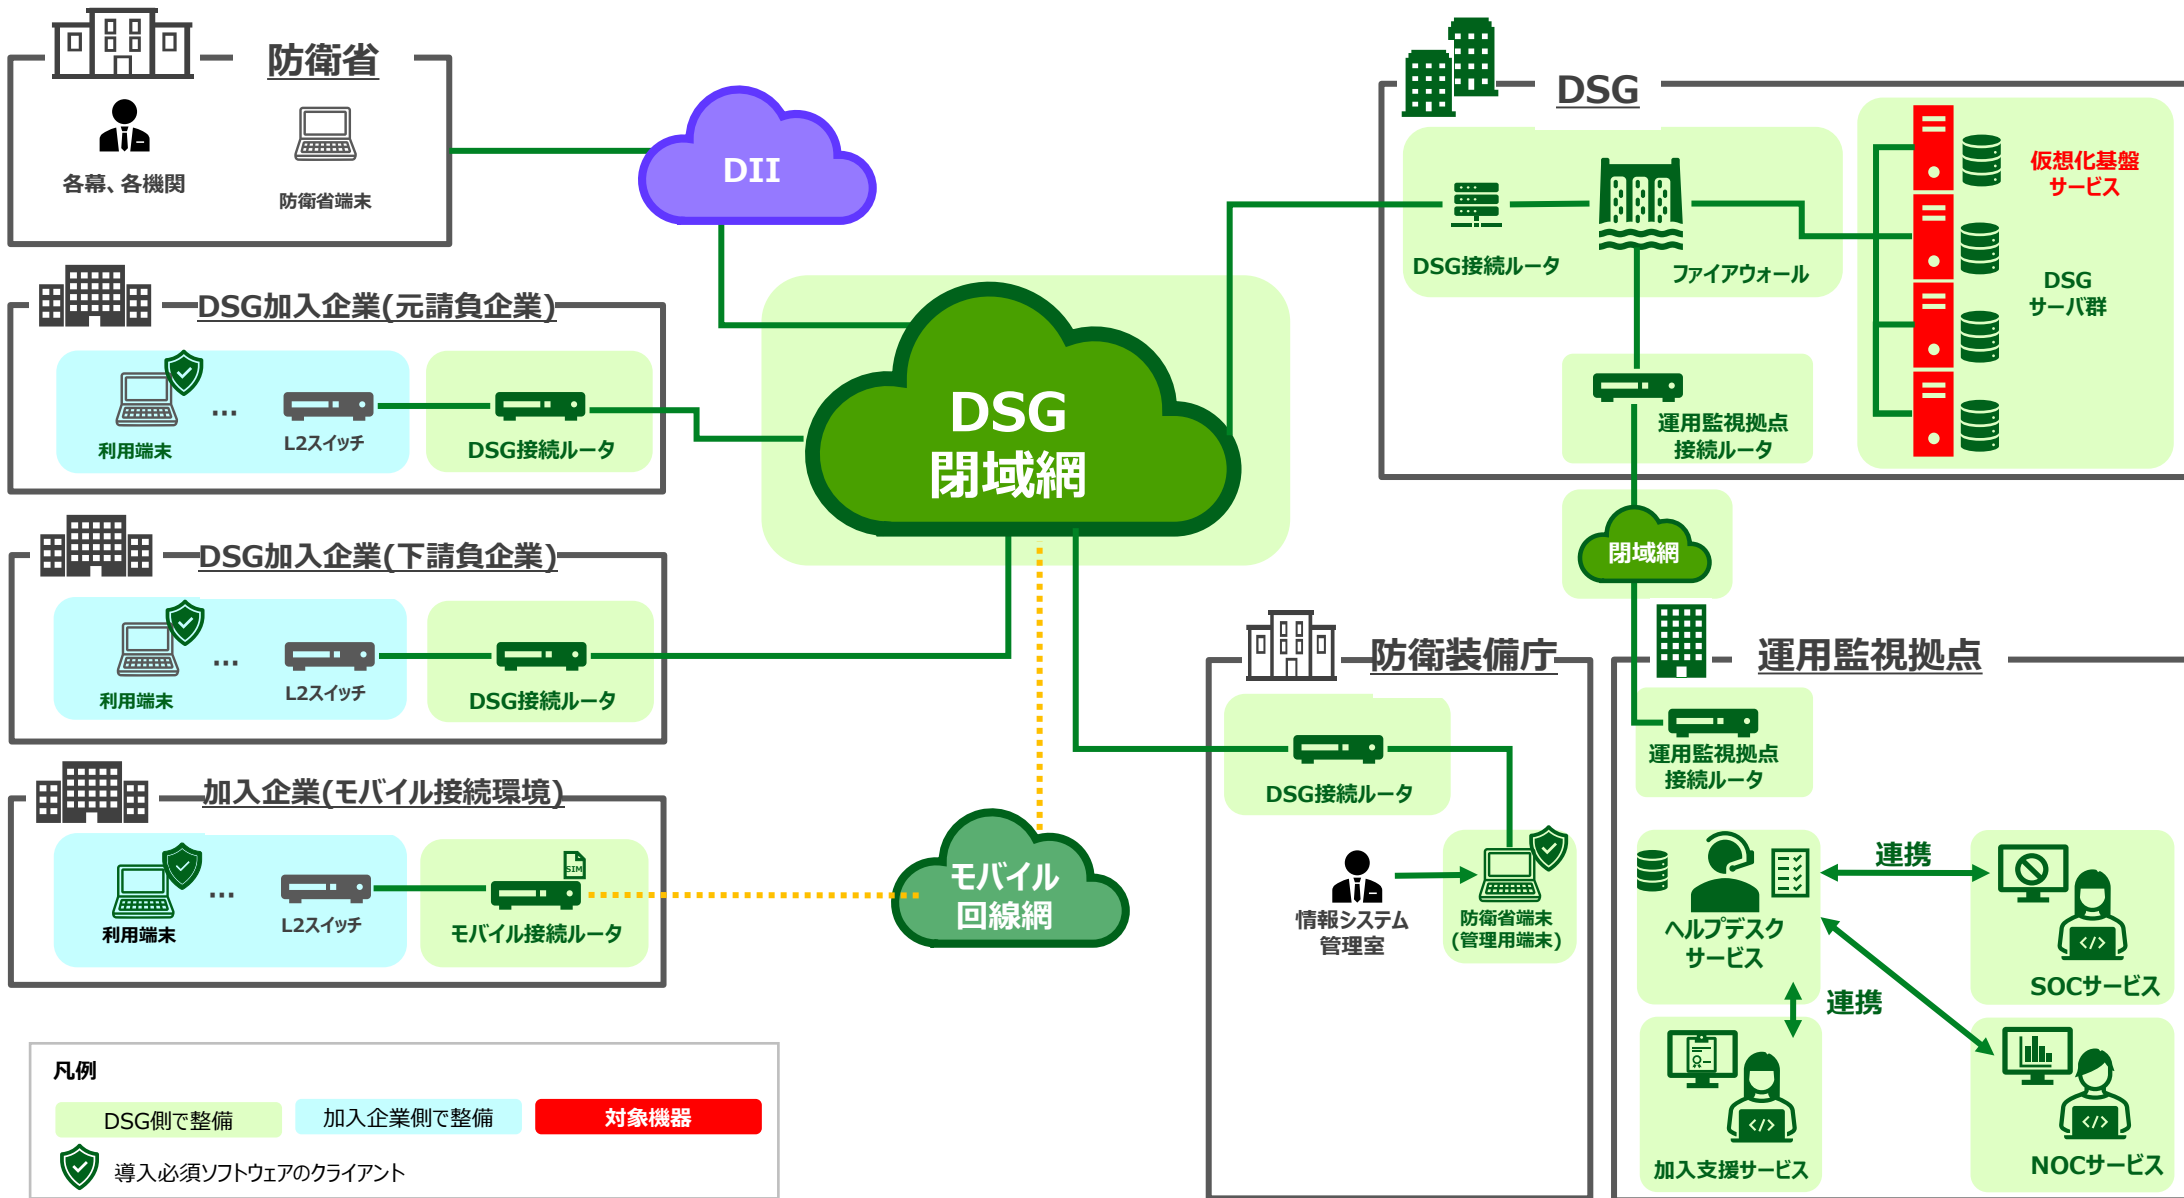 防衛省
各幕、各機関
防衛省端末
DII
DSG加入企業(元請負企業)
利用端末
...
L2スイッチ
DSG接続ルータ
DSG加入企業(下請負企業)
利用端末
...
L2スイッチ
DSG接続ルータ
加入企業(モバイル接続環境)
利用端末
...
L2スイッチ
SIM
モバイル接続ルータ
DSG
閉域網
モバイル
回線網
DSG
DSG接続ルータ
ファイアウォール
仮想化基盤
サービス
DSG
サーバ群
運用監視拠点
接続ルータ
閉域網
防衛装備庁
DSG接続ルータ
情報システム
管理室
防衛省端末
(管理用端末)
運用監視拠点
運用監視拠点
接続ルータ
ヘルプデスク
サービス
連携
</>
SOCサービス
連携
</>
加入支援サービス
</>
NOCサービス
凡例
DSG側で整備
加入企業側で整備
対象機器
導入必須ソフトウェアのクライアント